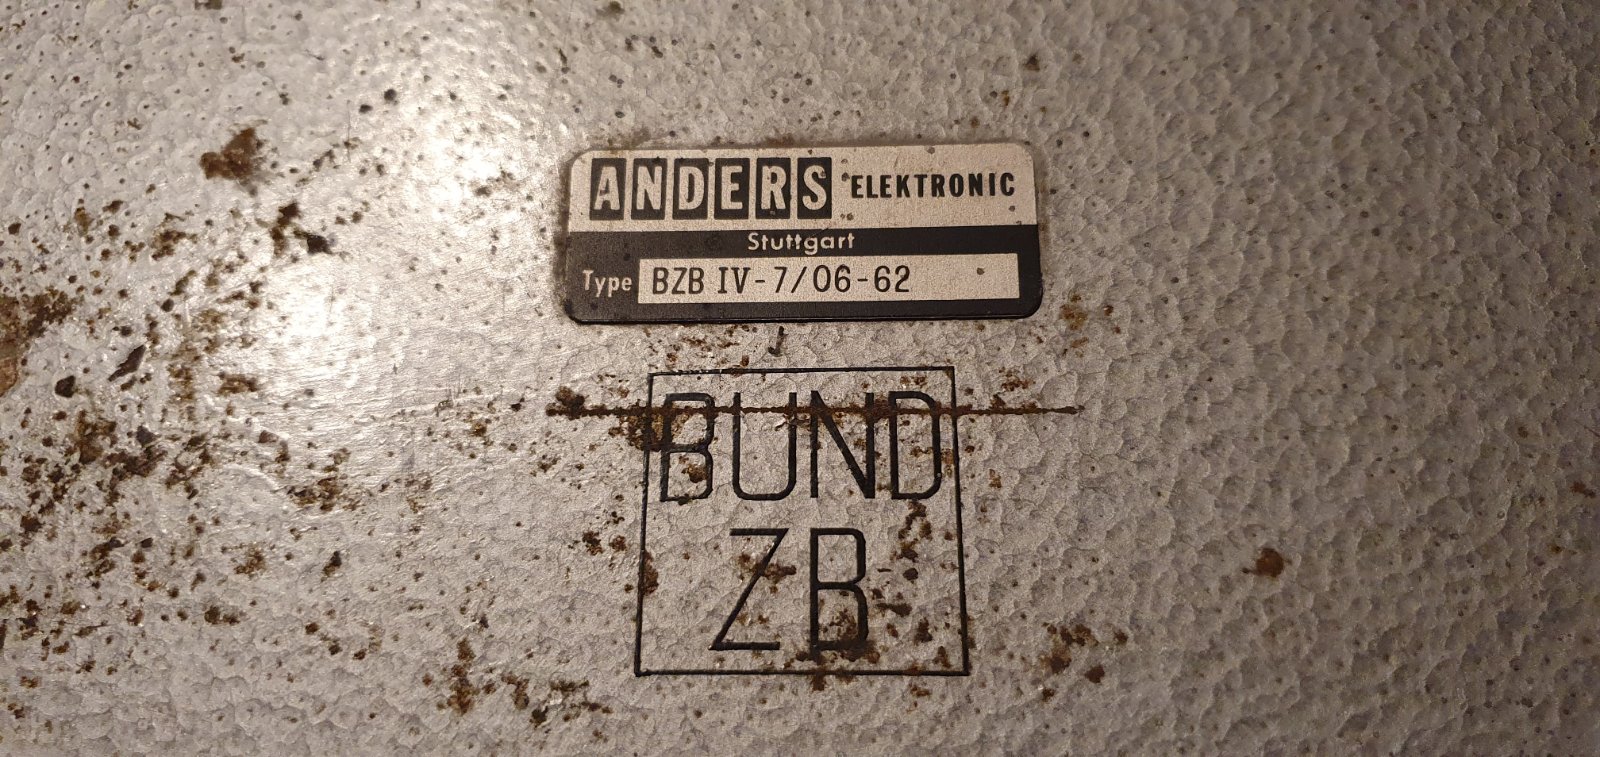 ANDERS ELEKTRONIC
Stuttgart
Type BZB IV-7/06-62
BUND
ZB